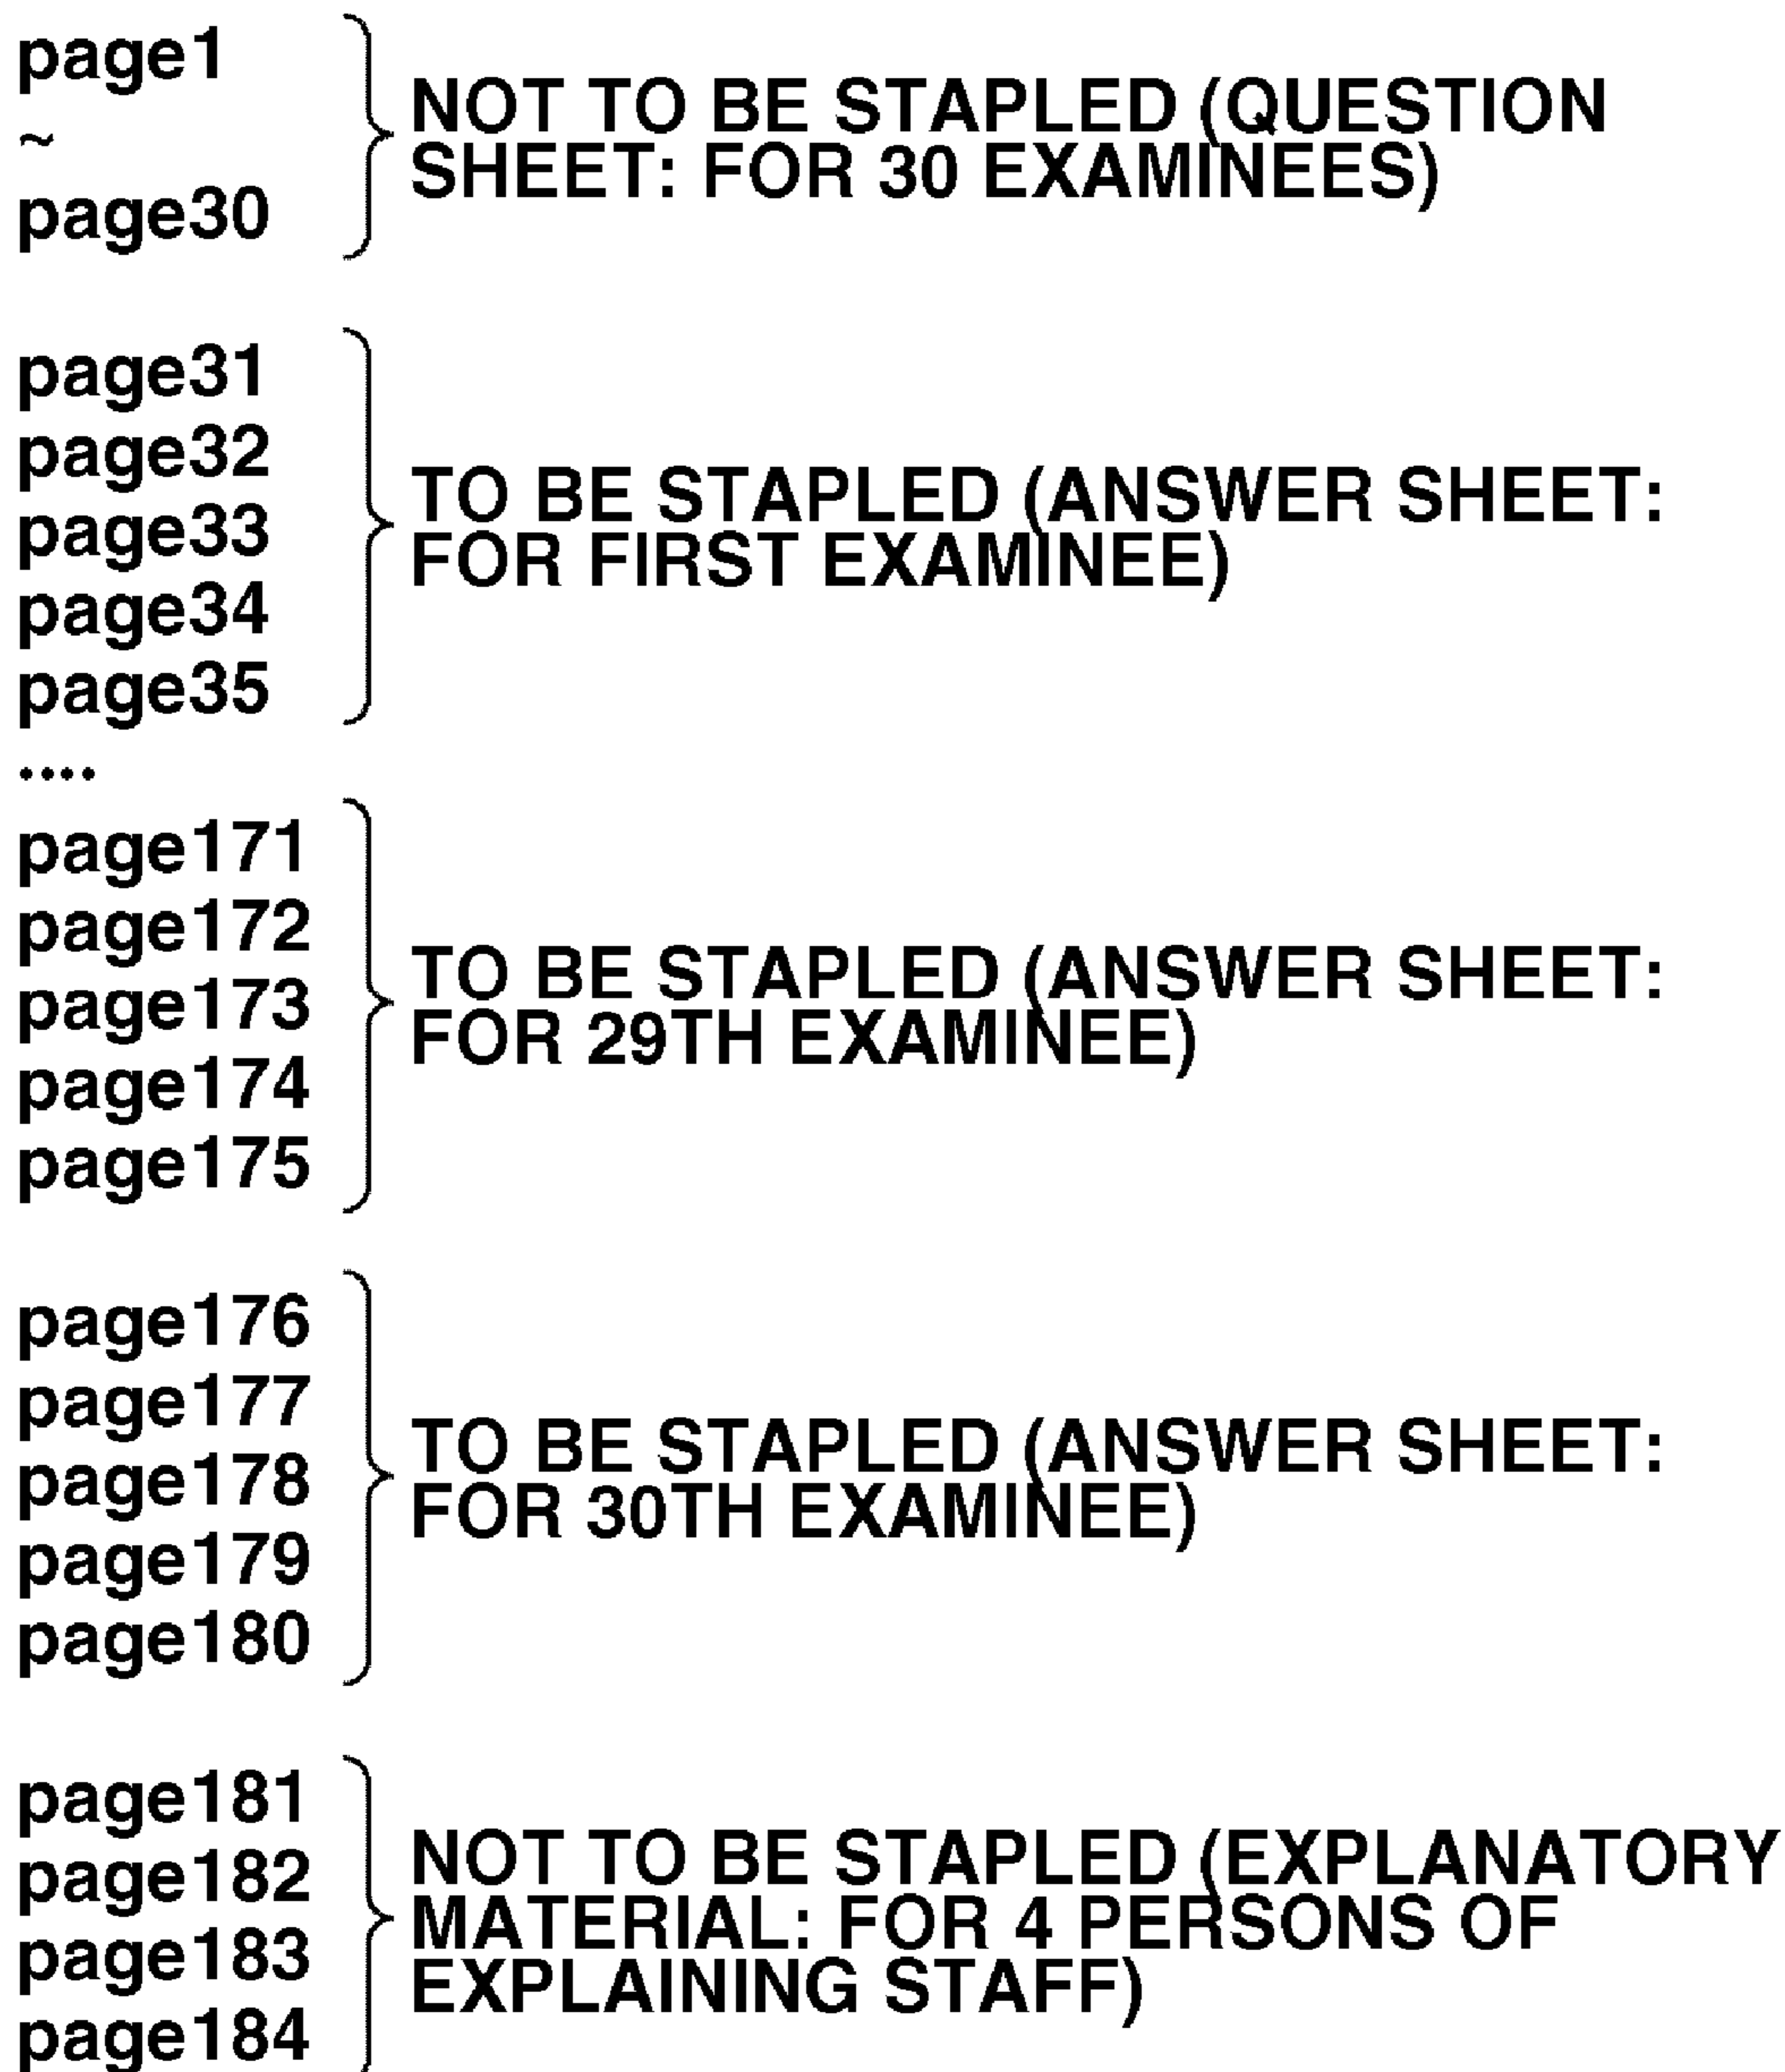 page1
~
page30
NOT TO BE STAPLED (QUESTION
SHEET: FOR 30 EXAMINEES)
page31
page32
page33
page34
page35
TO BE STAPLED (ANSWER SHEET:
FOR FIRST EXAMINEE)
....
page171
page172
page173
page174
page175
TO BE STAPLED (ANSWER SHEET:
FOR 29TH EXAMINEE)
page176
page177
page178
page179
page180
TO BE STAPLED (ANSWER SHEET:
FOR 30TH EXAMINEE)
page181
page182
page183
page184
NOT TO BE STAPLED (EXPLANATORY
MATERIAL: FOR 4 PERSONS OF
EXPLAINING STAFF)